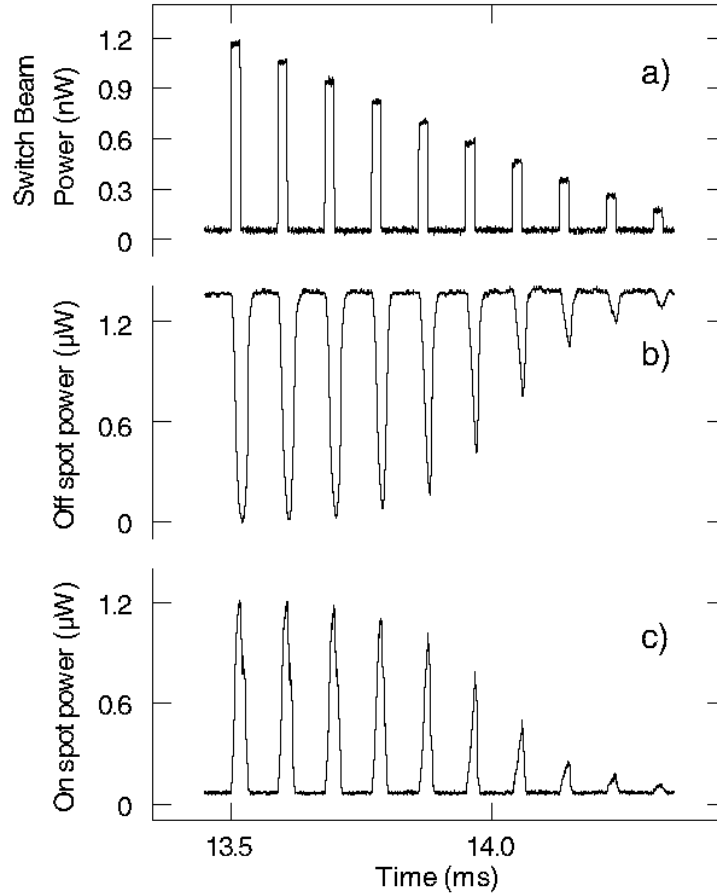 Switch Beam
Power (nW)
1.2
0.9
0.6
0.3
0
a)
Off spot power (μW)
1.2
0.6
0
b)
On spot power (μW)
1.2
0.6
0
c)
13.5
14.0
Time (ms)